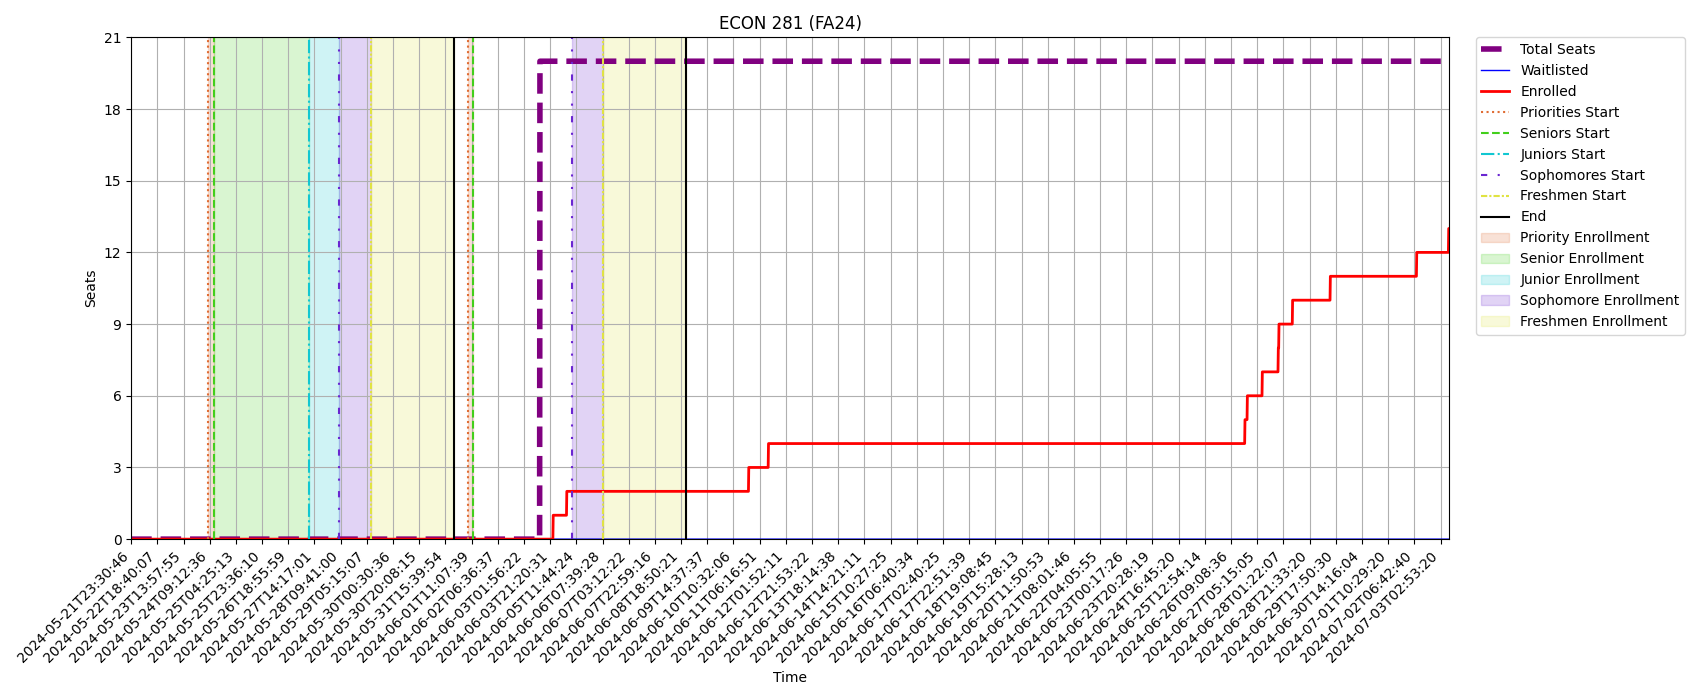 ECON 281 (FA24)
21
18
15
12
9
6
3
0
Seats
2024-05-21T23:30:46
2024-05-22T18:40:07
2024-05-23T13:57:55
2024-05-24T09:12:36
2024-05-25T04:25:13
2024-05-25T23:36:10
2024-05-26T18:55:59
2024-05-27T14:17:01
2024-05-28T09:41:00
2024-05-29T05:15:07
2024-05-30T00:30:36
2024-05-30T20:08:15
2024-05-31T15:39:54
2024-06-01T11:07:39
2024-06-02T06:36:37
2024-06-03T01:56:22
2024-06-03T21:20:31
2024-06-05T11:44:24
2024-06-06T07:39:28
2024-06-07T03:12:22
2024-06-07T22:59:16
2024-06-08T18:50:21
2024-06-09T14:37:37
2024-06-10T10:32:06
2024-06-11T06:16:51
2024-06-12T01:52:11
2024-06-12T21:53:22
2024-06-13T18:14:38
2024-06-14T14:21:11
2024-06-15T10:27:25
2024-06-16T06:40:34
2024-06-17T02:40:25
2024-06-17T22:51:39
2024-06-18T19:08:45
2024-06-19T15:28:13
2024-06-20T11:50:53
2024-06-21T08:01:46
2024-06-22T04:05:55
2024-06-23T00:17:26
2024-06-23T20:28:19
2024-06-24T16:45:20
2024-06-25T12:54:14
2024-06-26T09:08:36
2024-06-27T05:15:05
2024-06-28T01:22:07
2024-06-28T21:33:20
2024-06-29T17:50:30
2024-06-30T14:16:04
2024-07-01T10:29:20
2024-07-02T06:42:40
2024-07-03T02:53:20
Time
Total Seats
Waitlisted
Enrolled
Priorities Start
Seniors Start
Juniors Start
Sophomores Start
Freshmen Start
End
Priority Enrollment
Senior Enrollment
Junior Enrollment
Sophomore Enrollment
Freshmen Enrollment